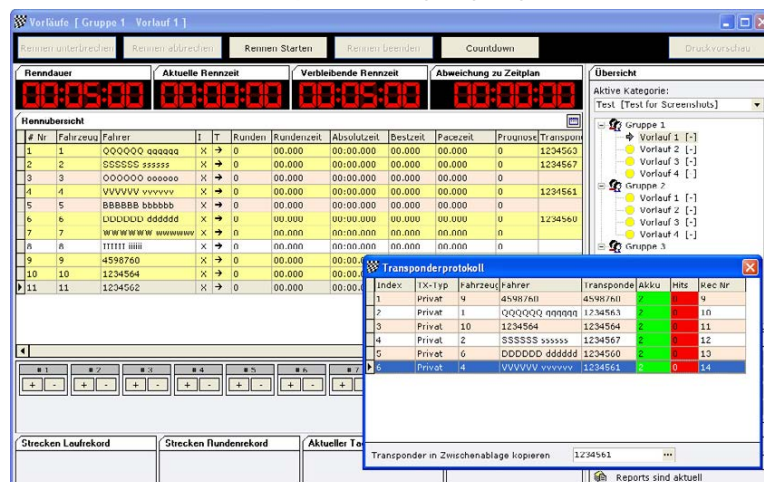 Vorläufe [ Gruppe 1 Vorlauf 1 ]
Rennen unterbrechen Rennen abbrechen Rennen Starten Rennen beenden Countdown Druckvorschau
Renndauer Aktuelle Rennzeit Verbleibende Rennzeit Abweichung zu Zeitplan
00:05:00 00:00:00 00:05:00 00:00:00
Rennübersicht
# Nr Fahrzeug Fahrer I T Runden Rundenzeit Absolutzeit Bestzeit Pacezeit Prognose Transpon
1 1 QQQQQQ qqqqqq X → 0 00.000 00:00.000 00.000 00.000 0 1234563
2 2 SSSSSS ssssss X → 0 00.000 00:00.000 00.000 00.000 0 1234567
3 3 OOOOOO oooooo X → 0 00.000 00:00.000 00.000 00.000 0
4 4 VVVVVV vvvvvv X → 0 00.000 00:00.000 00.000 00.000 0 1234561
5 5 BBBBBB bbbbbb X → 0 00.000 00:00.000 00.000 00.000 0
6 6 DDDDDD dddddd X → 0 00.000 00:00.000 00.000 00.000 0 1234560
7 7 WWWWWW wwwwww X → 0 00.000 00:00.000 00.000 00.000 0
8 8 IIIIII iiiiii X → 0 00.000 00:00.000 00.000 00.000 0
9 9 4598760 X → 0 00.000 00:00.
10 10 1234564 X → 0 00.000 00:00.
11 11 1234562 X → 0 00.000 00:00.
Übersicht
Aktive Kategorie:
Test [Test for Screenshots]
Gruppe 1
Vorlauf 1 [-]
Vorlauf 2 [-]
Vorlauf 3 [-]
Vorlauf 4 [ ]
Gruppe 2
Vorlauf 1 [-]
Vorlauf 2 [-]
Vorlauf 3 [-]
Vorlauf 4 [-]
Gruppe 3
Transponderprotokoll
Index TX-Typ Fahrzeug Fahrer Transponde Akku Hits Rec Nr
1 Privat 9 4598760 4598760 2 0 9
2 Privat 1 QQQQQQ qqqqqq 1234563 2 0 10
3 Privat 10 1234564 1234564 2 0 11
4 Privat 2 SSSSSS ssssss 1234567 2 0 12
5 Privat 6 DDDDDD dddddd 1234560 2 0 13
6 Privat 4 VVVVVV vvvvvv 1234561 2 0 14
Transponder in Zwischenablage kopieren 1234561 ...
# 1 # 2 # 3 # 4 # 5 # 6 # 7
+ - + - + - + - + - + - +
Strecken Laufrekord Strecken Rundenrekord Aktueller Ta
Reports sind aktuell